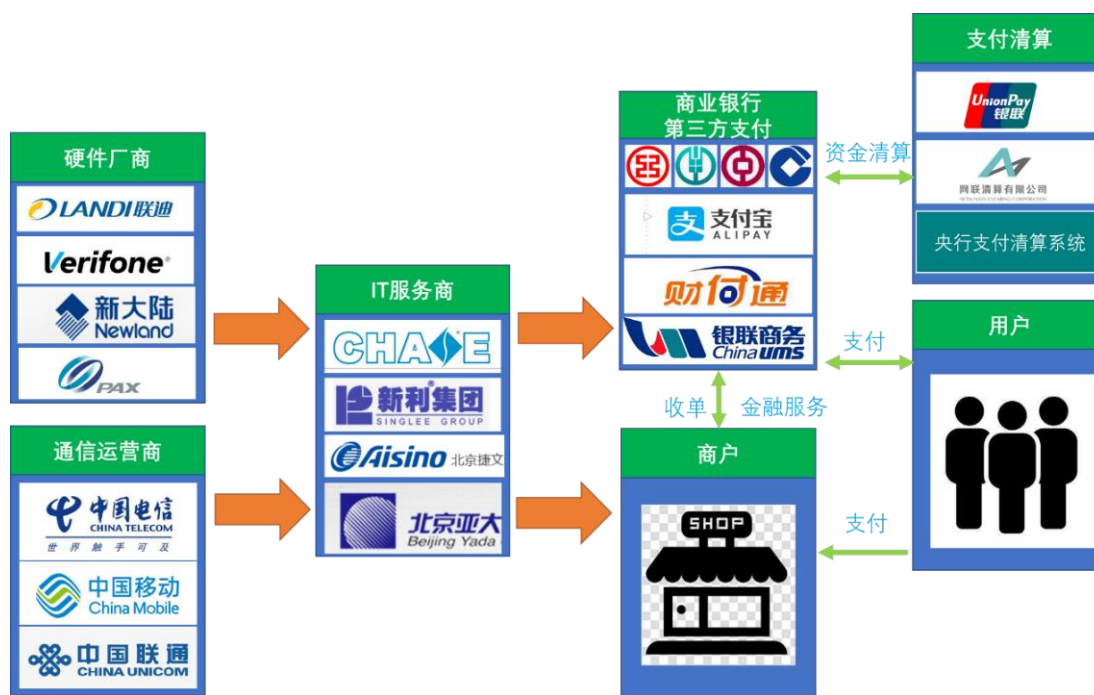 硬件厂商
LANDI联迪
Verifone
新大陆
Newland
PAX
通信运营商
中国电信
CHINA TELECOM
世界触手可及
中国移动
China Mobile
中国联通
CHINA UNICOM
IT服务商
CHASE
新利集团
SINGLEE GROUP
Aisino 北京捷文
北京亚大
Beijing Yada
商业银行
第三方支付
支付宝
ALIPAY
财付通
银联商务
China ums
收单
金融服务
商户
SHOP
资金清算
支付
支付
支付清算
UnionPay
银联
网联清算有限公司
央行支付清算系统
用户